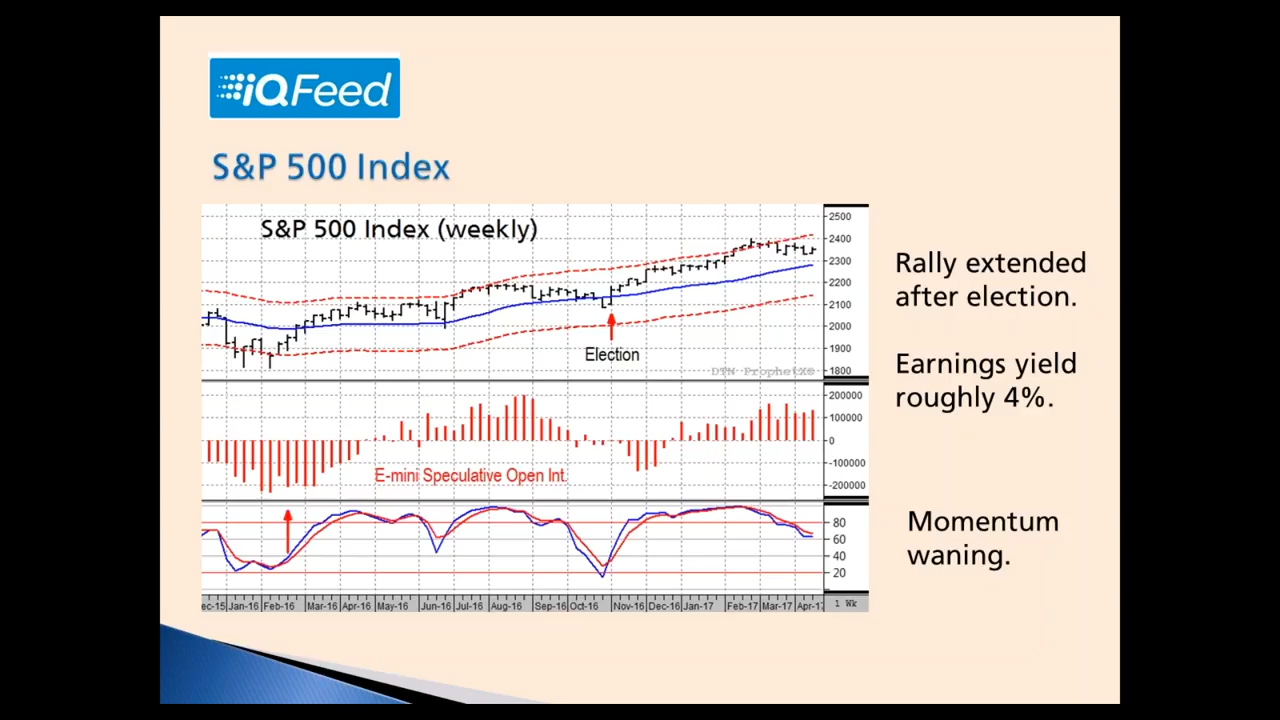 iQFeed
S&P 500 Index
S&P 500 Index (weekly)
2500
2400
2300
2200
2100
2000
1900
1800
Election
DTN ProphetX®
200000
100000
0
-100000
-200000
E-mini Speculative Open Int.
80
60
40
20
ec-15 Jan-16 Feb-16 Mar-16 Apr-16 May-16 Jun-16 Jul-16 Aug-16 Sep-16 Oct-16 Nov-16 Dec-16 Jan-17 Feb-17 Mar-17 Apr-17
1 Wk
Rally extended
after election.
Earnings yield
roughly 4%.
Momentum
waning.